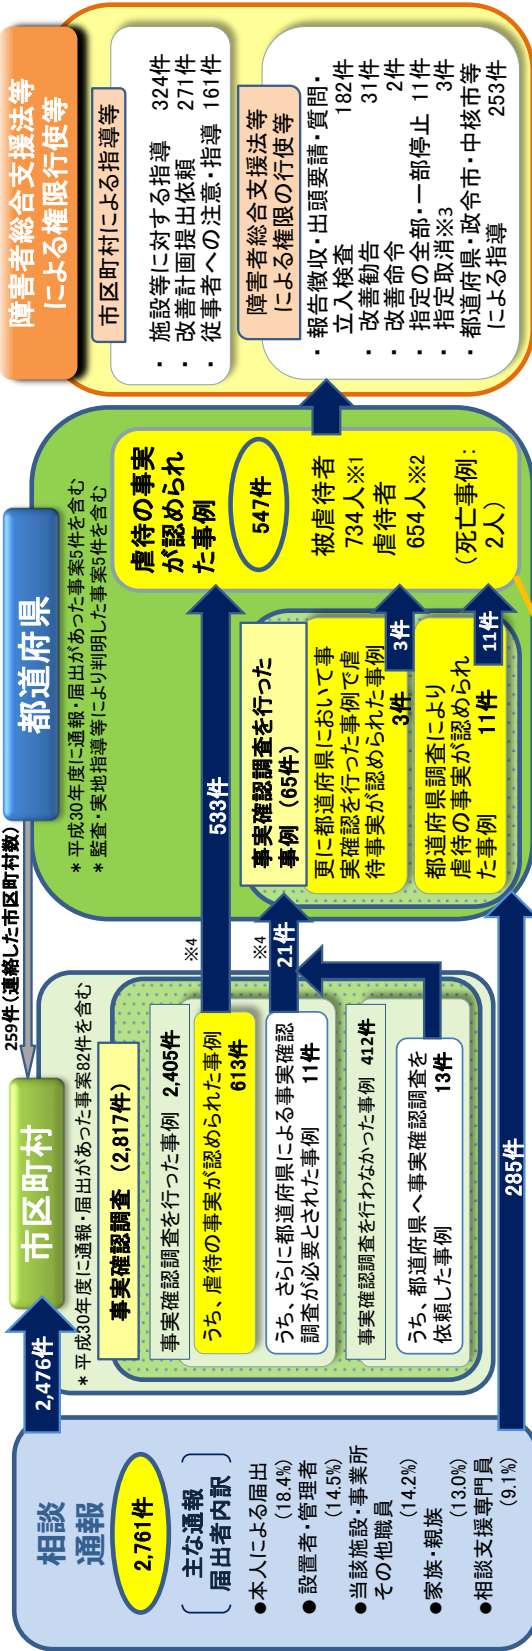 相談
通報
2,761件
主な通報
届出者内訳
●本人による届出
(18.4%)
●設置者・管理者
(14.5%)
●当該施設・事業所
その他職員
(14.2%)
●家族・親族
(13.0%)
●相談支援専門員
(9.1%)
2,476件
285件
市区町村
259件(連絡した市区町村数)
＊平成30年度に通報・届出があった事案82件を含む
事実確認調査 (2,817件)
事実確認調査を行った事例 2,405件
うち、虐待の事実が認められた事例
613件
うち、さらに都道府県による事実確認
調査が必要とされた事例
11件
事実確認調査を行わなかった事例 412件
うち、都道府県へ事実確認調査を
依頼した事例
13件
※4
533件
※4
21件
都道府県
＊平成30年度に通報・届出があった事案5件を含む
＊監査・実地指導等により判明した事案5件を含む
事実確認調査を行った
事例 (65件)
更に都道府県において事
実確認を行った事例で虐
待事実が認められた事例
3件
都道府県調査により
虐待の事実が認められ
た事例
11件
3件
11件
虐待の事実
が認められ
た事例
547件
被虐待者
734人※1
虐待者
654人※2
(死亡事例：
2人)
障害者総合支援法等
による権限行使等
市区町村による指導等
・ 施設等に対する指導 324件
・ 改善計画提出依頼 271件
・ 従事者への注意・指導 161件
障害者総合支援法等
による権限の行使等
・ 報告徴収・出頭要請・質問・
立入検査 182件
・ 改善勧告 31件
・ 改善命令 2件
・ 指定の全部・一部停止 11件
・ 指定取消※3 3件
・ 都道府県・政令市・中核市等
による指導 253件